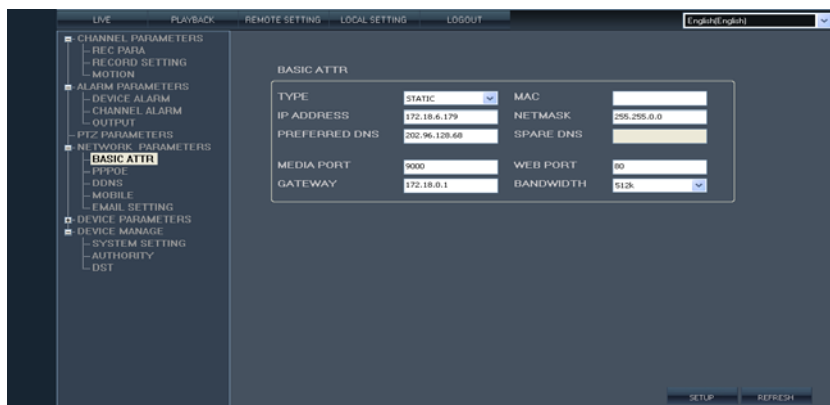 LIVE PLAYBACK REMOTE SETTING LOCAL SETTING LOGOUT English(English)
CHANNEL PARAMETERS
REC PARA
RECORD SETTING
MOTION
ALARM PARAMETERS
DEVICE ALARM
CHANNEL ALARM
OUTPUT
PTZ PARAMETERS
NETWORK PARAMETERS
BASIC ATTR
PPPOE
DDNS
MOBILE
EMAIL SETTING
DEVICE PARAMETERS
DEVICE MANAGE
SYSTEM SETTING
AUTHORITY
DST
BASIC ATTR
TYPE STATIC MAC
IP ADDRESS 172.18.6.179 NETMASK 255.255.0.0
PREFERRED DNS 202.96.128.68 SPARE DNS
MEDIA PORT 9000 WEB PORT 80
GATEWAY 172.18.0.1 BANDWIDTH 512k
SETUP REFRESH